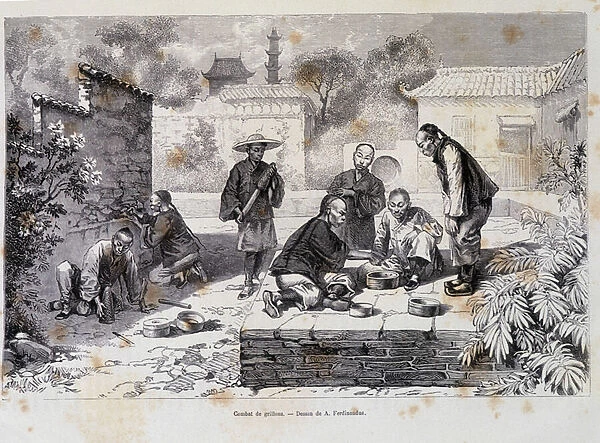 Combat de grillons. — Dessin de A. Ferdinandus.